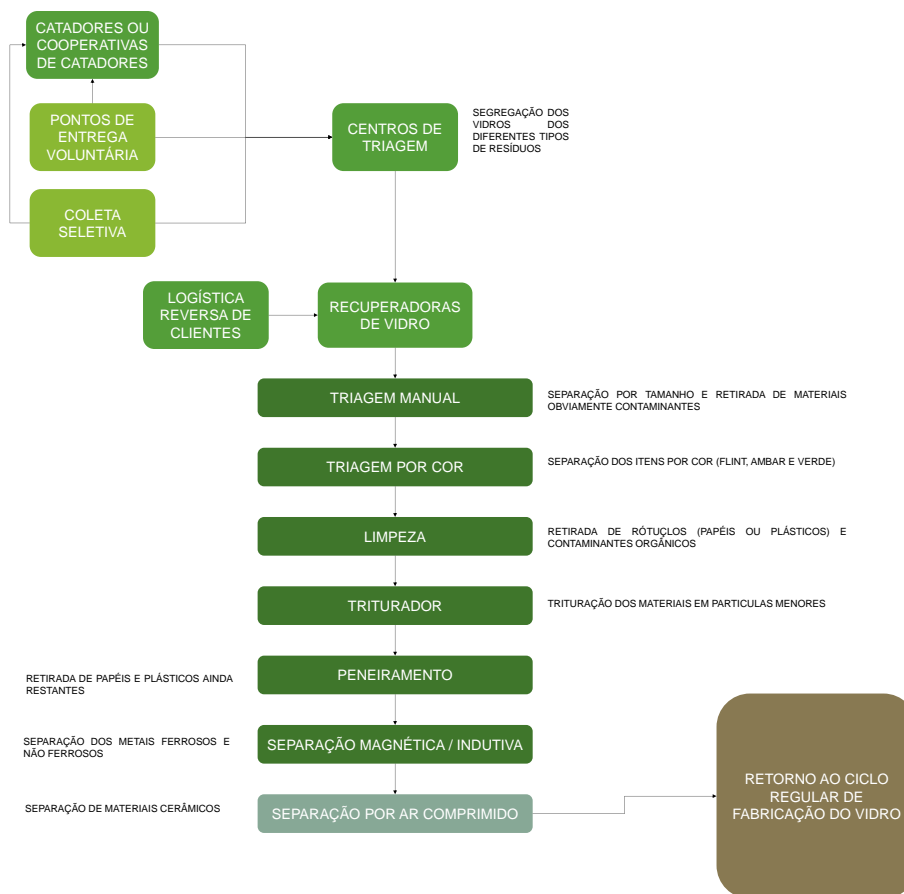 CATADORES OU
COOPERATIVAS
DE CATADORES
PONTOS DE
ENTREGA
VOLUNTÁRIA
CENTROS DE
TRIAGEM
SEGREGAÇÃO DOS
VIDROS DOS
DIFERENTES TIPOS
DE RESÍDUOS
COLETA
SELETIVA
LOGÍSTICA
REVERSA DE
CLIENTES
RECUPERADORAS
DE VIDRO
TRIAGEM MANUAL
SEPARAÇÃO POR TAMANHO E RETIRADA DE MATERIAIS
OBVIAMENTE CONTAMINANTES
TRIAGEM POR COR
SEPARAÇÃO DOS ITENS POR COR (FLINT, AMBAR E VERDE)
LIMPEZA
RETIRADA DE RÓTUÇLOS (PAPÉIS OU PLÁSTICOS) E
CONTAMINANTES ORGÂNICOS
TRITURADOR
TRITURAÇÃO DOS MATERIAIS EM PARTICULAS MENORES
PENEIRAMENTO
RETIRADA DE PAPÉIS E PLÁSTICOS AINDA
RESTANTES
SEPARAÇÃO MAGNÉTICA / INDUTIVA
SEPARAÇÃO DOS METAIS FERROSOS E
NÃO FERROSOS
SEPARAÇÃO POR AR COMPRIMIDO
SEPARAÇÃO DE MATERIAIS CERÂMICOS
RETORNO AO CICLO
REGULAR DE
FABRICAÇÃO DO VIDRO